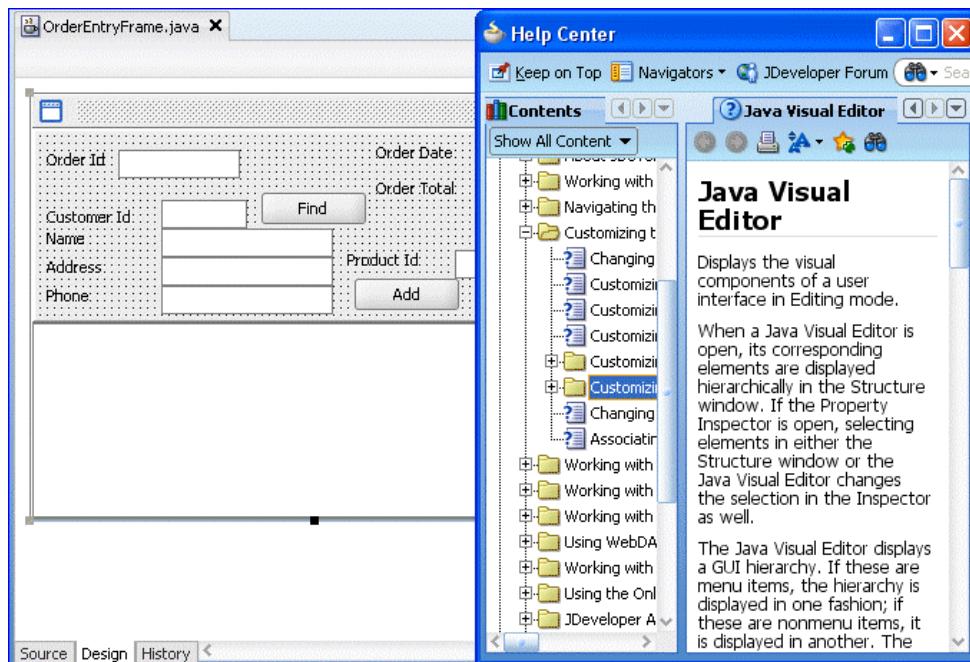 OrderEntryFrame.java
Order Id:
Order Date:
Order Total:
Customer Id:
Find
Name
Address
Product Id:
Phone:
Add
Source Design History
Help Center
Keep on Top Navigators JDeveloper Forum Sea
Contents
Show All Content
Working with
Navigating th
Customizing t
Changing
Customizi
Customizi
Customizi
Customizi
Customizi
Changing
Associatin
Working with
Working with
Working with
Using WebDA
Working with
Using the Onl
JDeveloper A
Java Visual Editor
Java Visual
Editor
Displays the visual
components of a user
interface in Editing mode.
When a Java Visual Editor is
open, its corresponding
elements are displayed
hierarchically in the Structure
window. If the Property
Inspector is open, selecting
elements in either the
Structure window or the
Java Visual Editor changes
the selection in the Inspector
as well.
The Java Visual Editor displays
a GUI hierarchy. If these are
menu items, the hierarchy is
displayed in one fashion; if
these are nonmenu items, it
is displayed in another. The